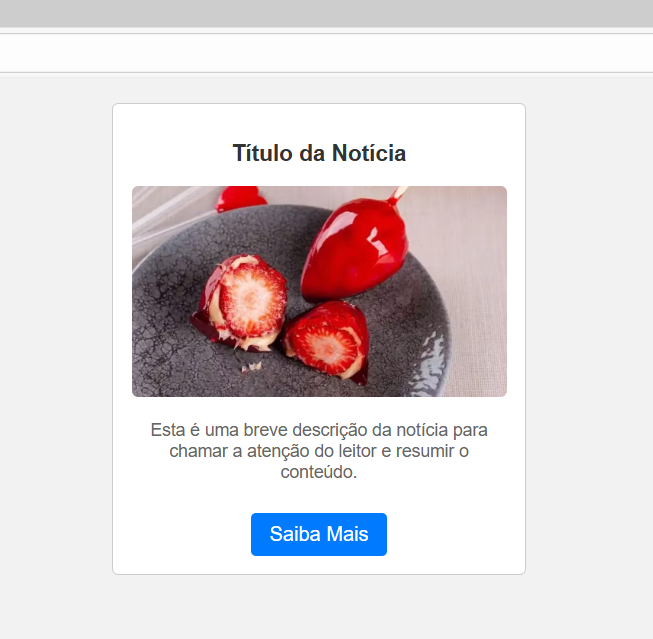 Título da Notícia
Esta é uma breve descrição da notícia para
chamar a atenção do leitor e resumir o
conteúdo.
Saiba Mais